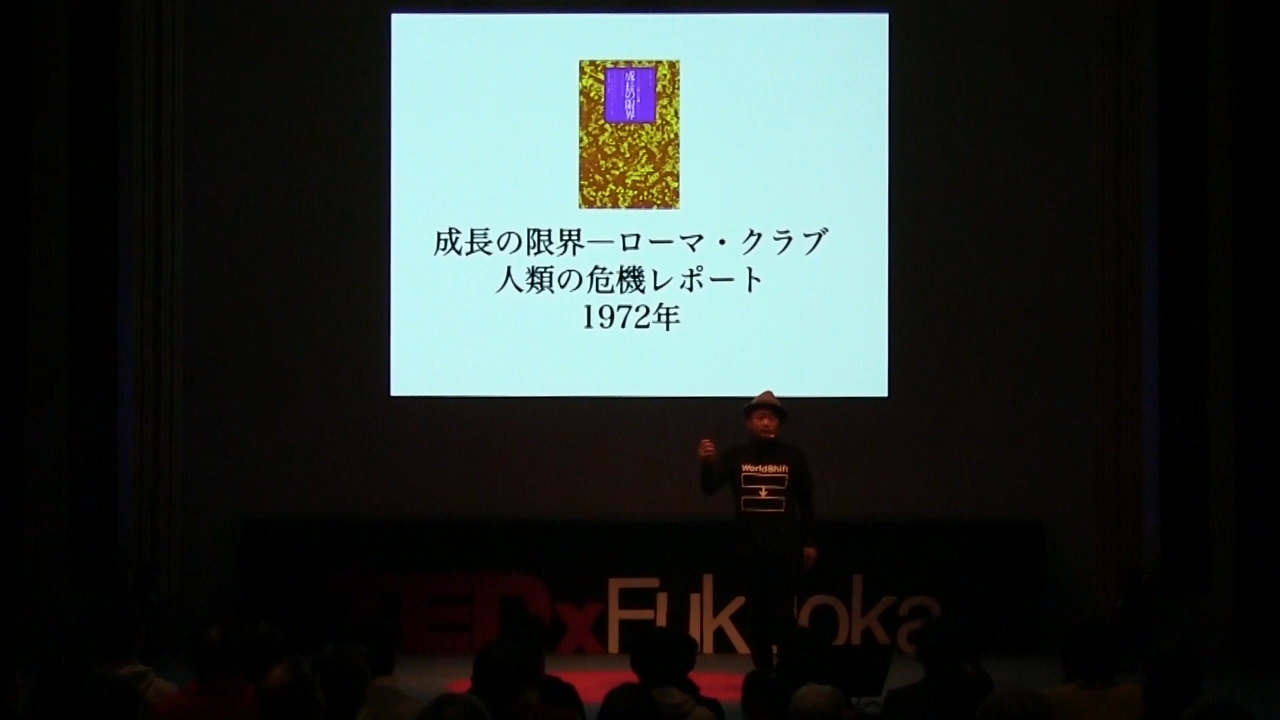 成長の限界
成長の限界―ローマ・クラブ
人類の危機レポート
1972年
WorldShift
TEDxFukuoka